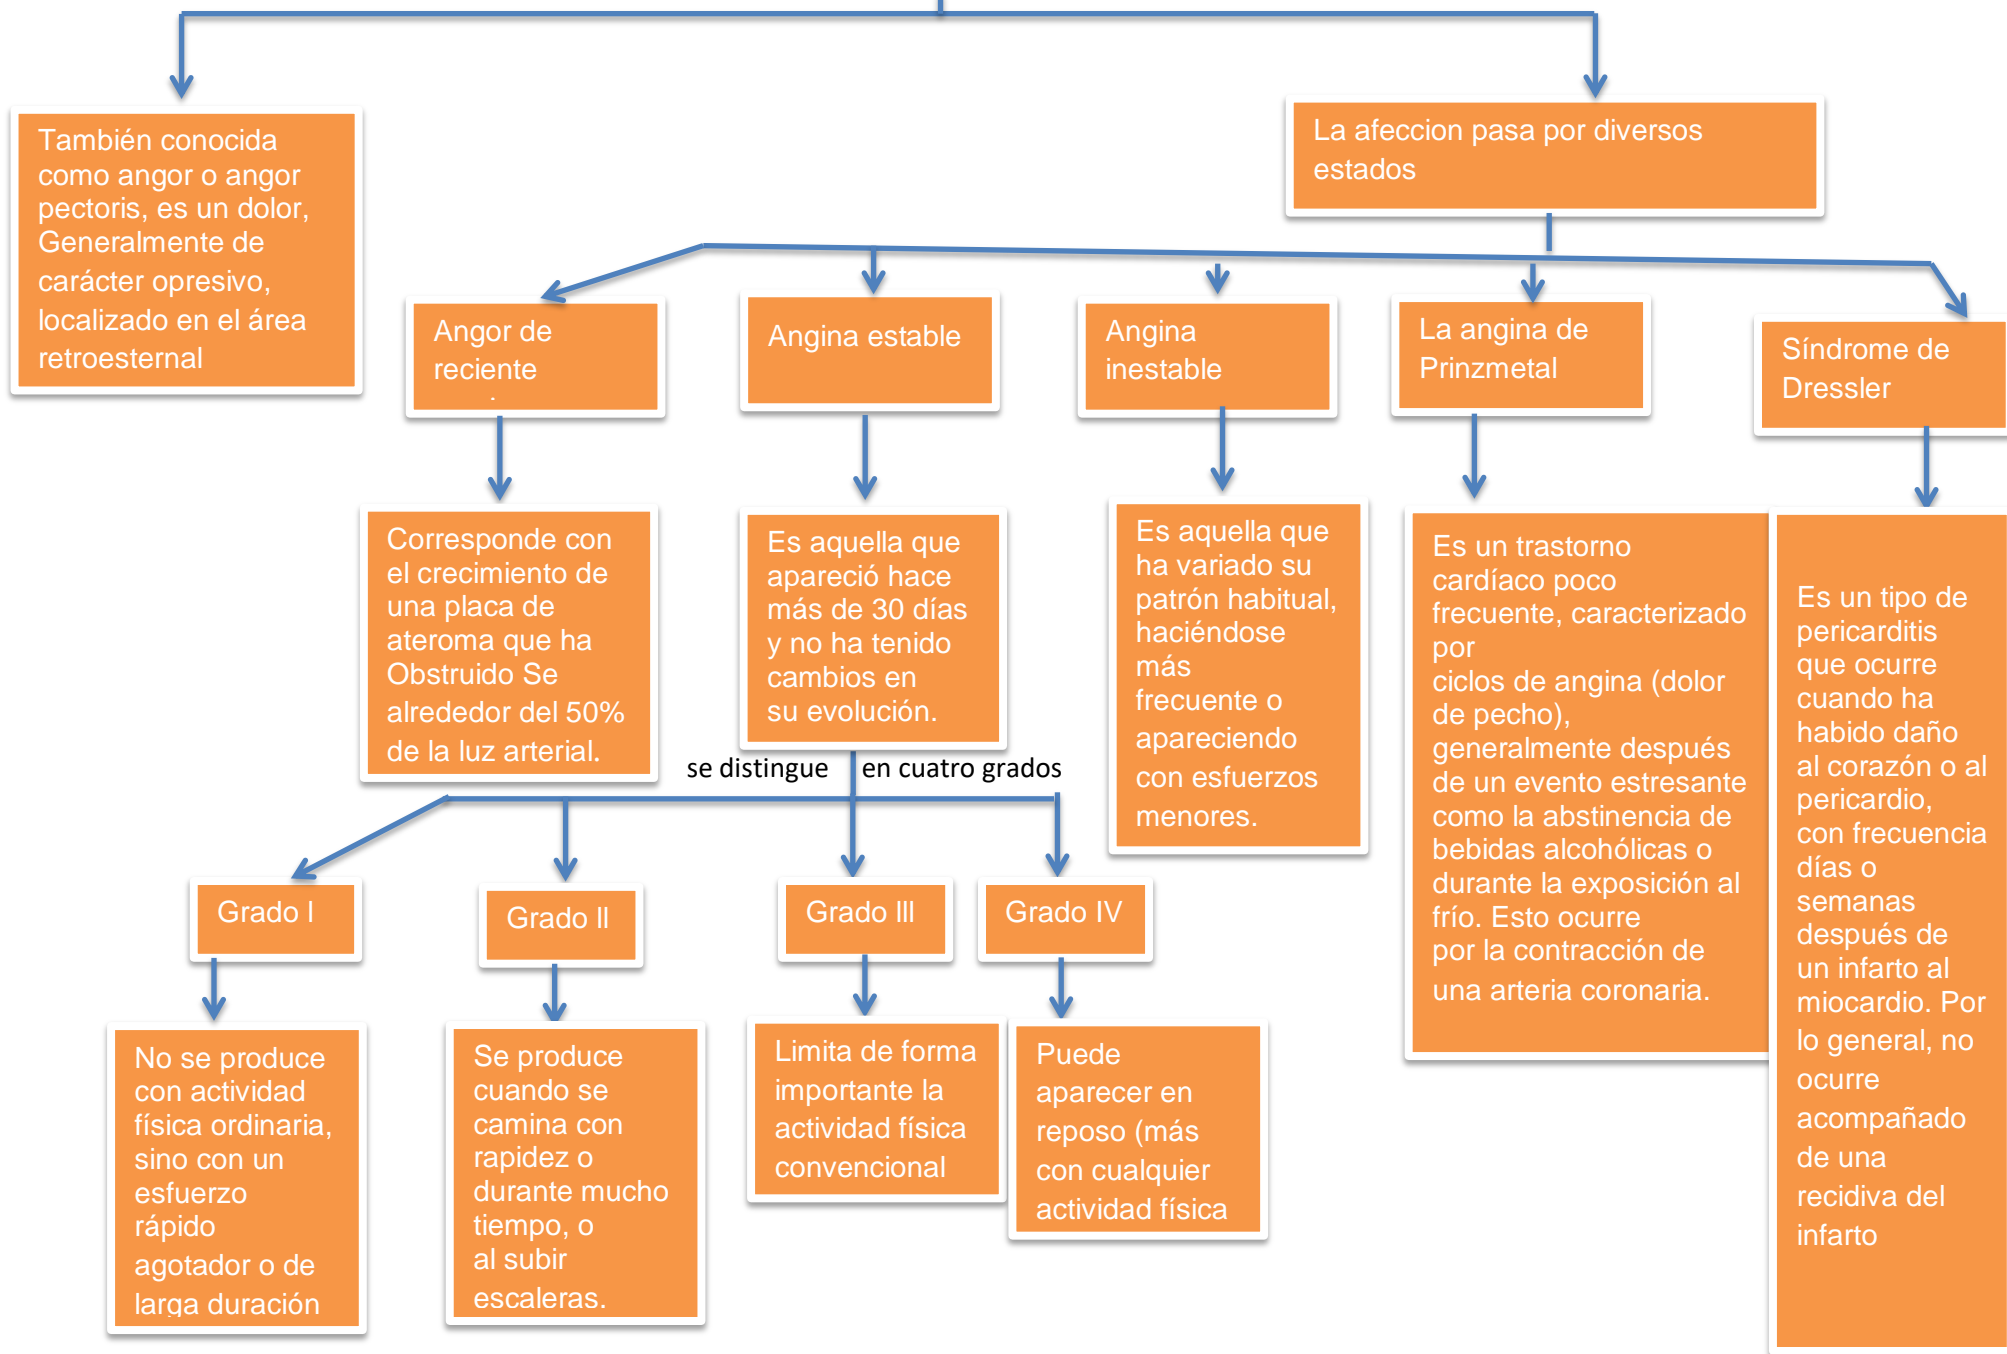 También conocida
como angor o angor
pectoris, es un dolor,
Generalmente de
carácter opresivo,
localizado en el área
retroesternal
La afeccion pasa por diversos
estados
Angor de
reciente
Angina estable
Angina
inestable
La angina de
Prinzmetal
Síndrome de
Dressler
Corresponde con
el crecimiento de
una placa de
ateroma que ha
Obstruido Se
alrededor del 50%
de la luz arterial.
Es aquella que
apareció hace
más de 30 días
y no ha tenido
cambios en
su evolución.
Es aquella que
ha variado su
patrón habitual,
haciéndose
más
frecuente o
apareciendo
con esfuerzos
menores.
Es un trastorno
cardíaco poco
frecuente, caracterizado
por
ciclos de angina (dolor
de pecho),
generalmente después
de un evento estresante
como la abstinencia de
bebidas alcohólicas o
durante la exposición al
frío. Esto ocurre
por la contracción de
una arteria coronaria.
Es un tipo de
pericarditis
que ocurre
cuando ha
habido daño
al corazón o al
pericardio,
con frecuencia
días o
semanas
después de
un infarto al
miocardio. Por
lo general, no
ocurre
acompañado
de una
recidiva del
infarto
se distingue en cuatro grados
Grado I
Grado II
Grado III
Grado IV
No se produce
con actividad
física ordinaria,
sino con un
esfuerzo
rápido
agotador o de
larga duración
Se produce
cuando se
camina con
rapidez o
durante mucho
tiempo, o
al subir
escaleras.
Limita de forma
importante la
actividad física
convencional
Puede
aparecer en
reposo (más
con cualquier
actividad física